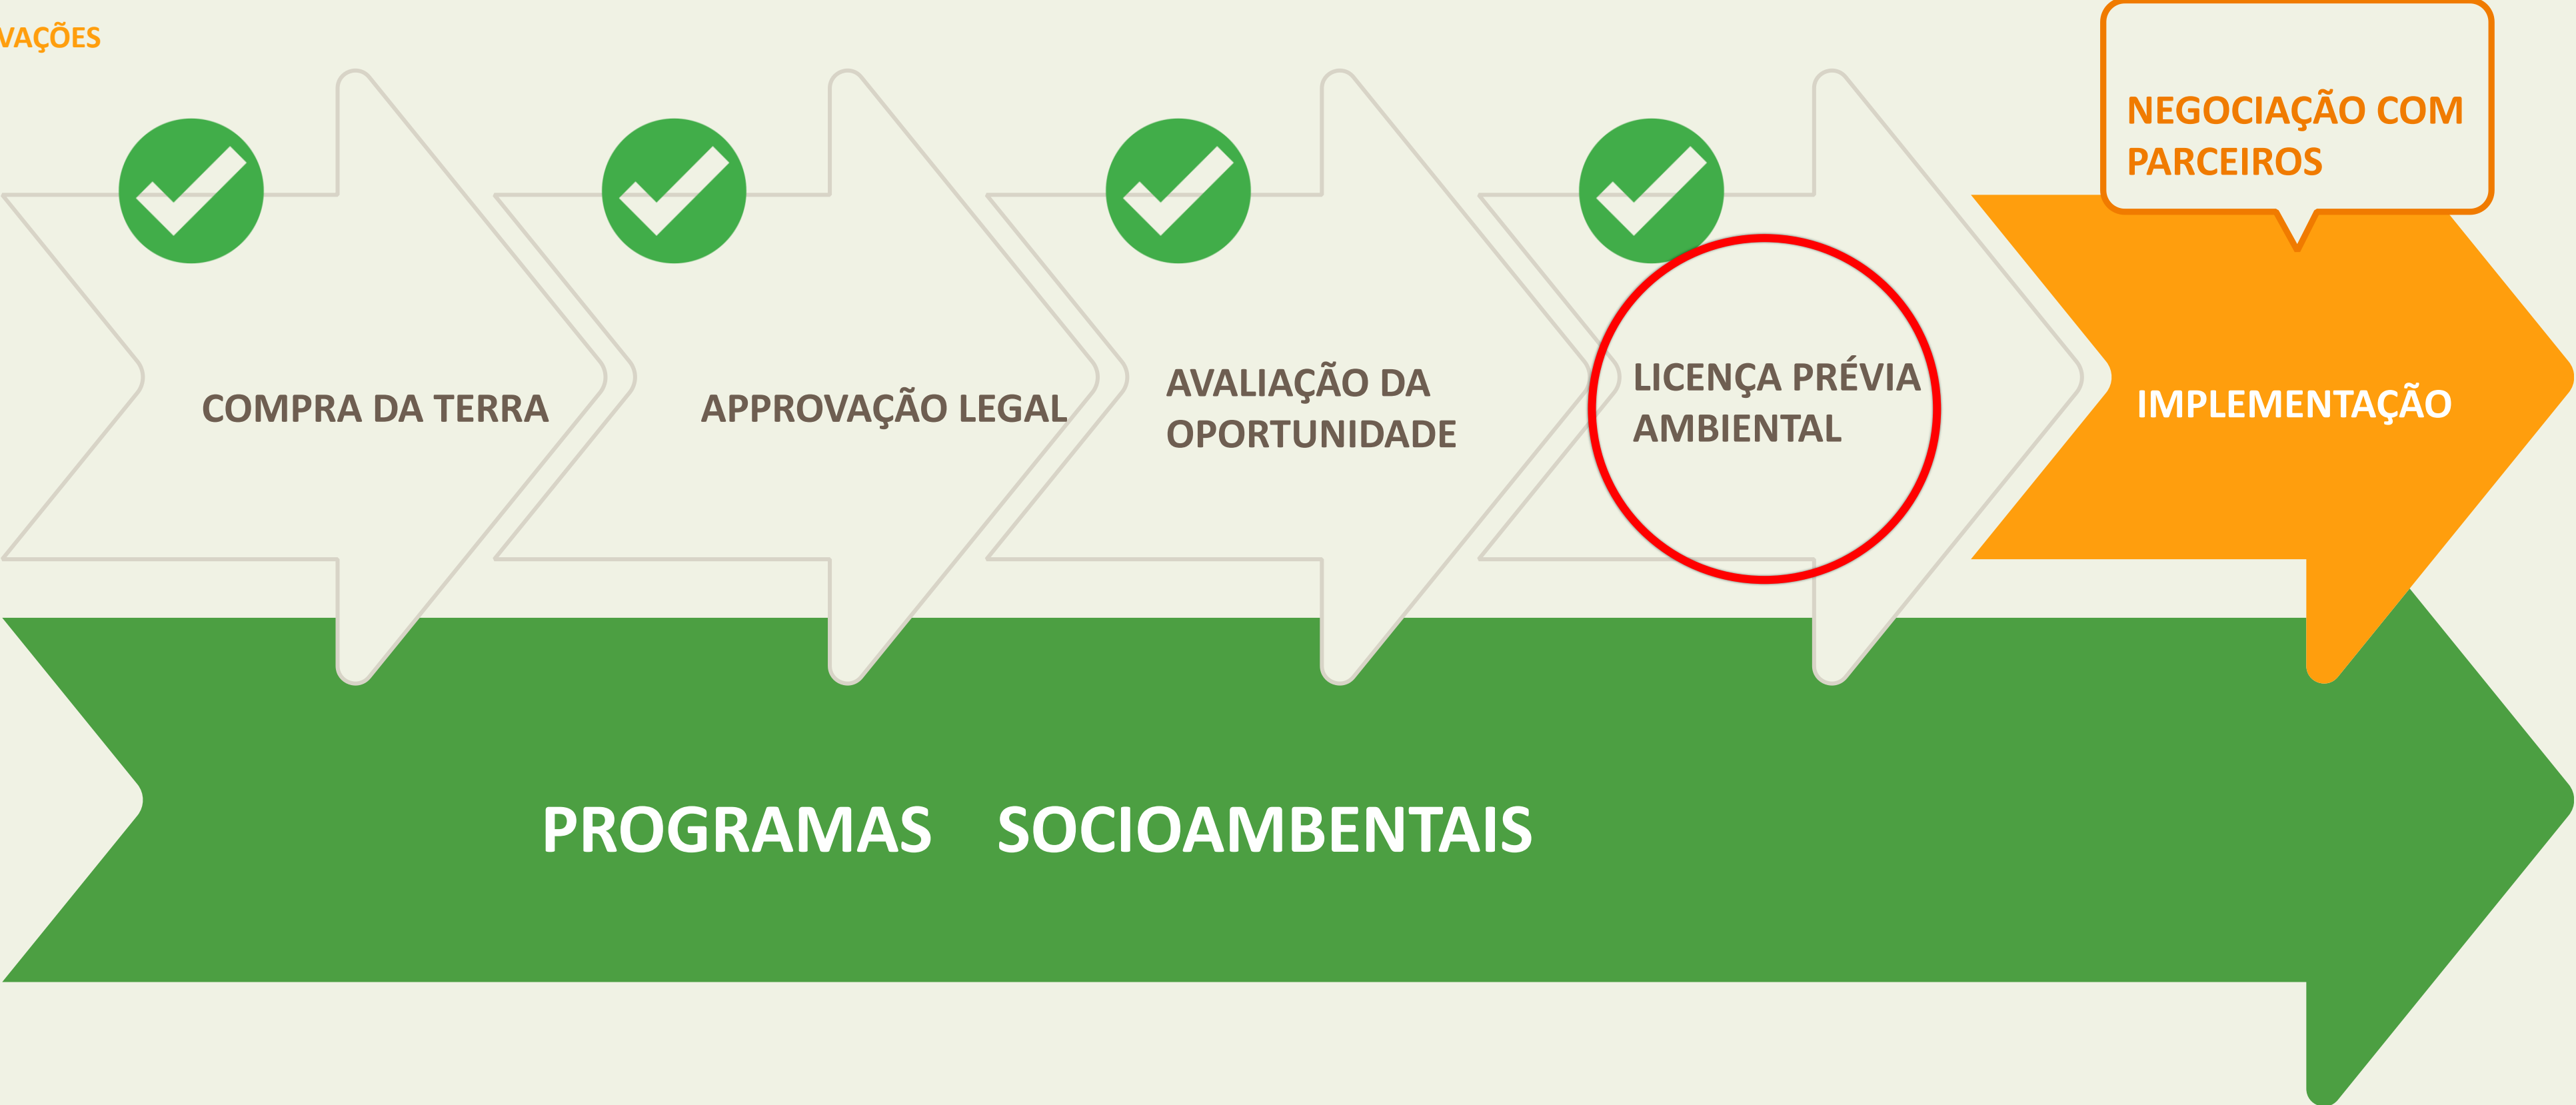 VAÇÕES
NEGOCIAÇÃO COM
PARCEIROS
COMPRA DA TERRA
APPROVAÇÃO LEGAL
AVALIAÇÃO DA
OPORTUNIDADE
LICENÇA PRÉVIA
AMBIENTAL
IMPLEMENTAÇÃO
PROGRAMAS SOCIOAMBENTAIS